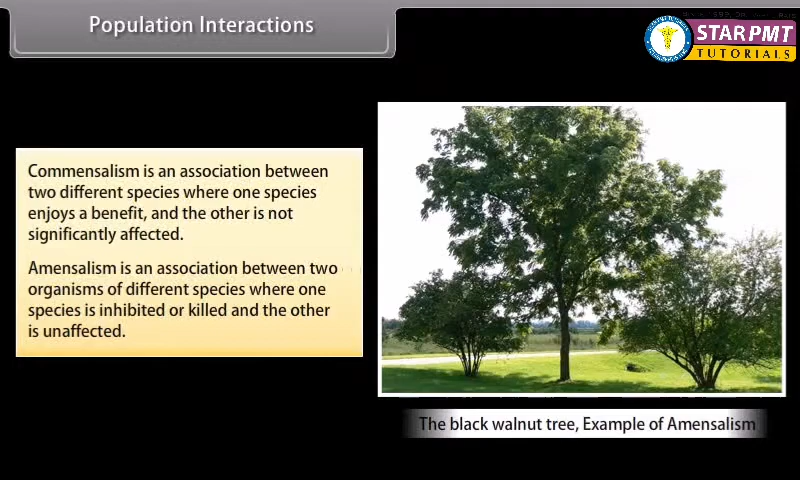 Population Interactions
STAR PMT
TUTORIALS
Commensalism is an association between
two different species where one species
enjoys a benefit, and the other is not
significantly affected.
Amensalism is an association between two
organisms of different species where one
species is inhibited or killed and the other
is unaffected.
The black walnut tree, Example of Amensalism